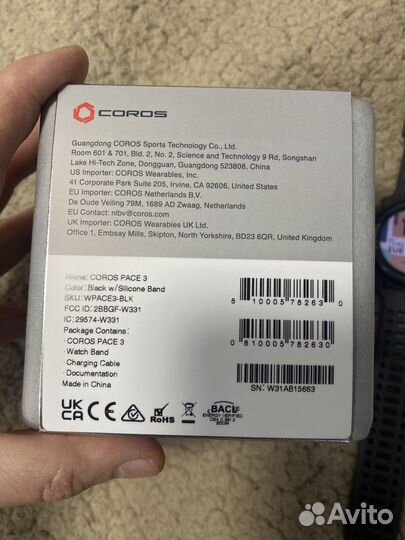 COROS
Guangdong COROS Sports Technology Co., Ltd.
Room 601 & 701, Bld. 2, No. 2, Science and Technology 9 Rd, Songshan
Lake Hi-Tech Zone, Dongguan, Guangdong 523808, China
US Importer: COROS Wearables, Inc.
41 Corporate Park Suite 205, Irvine, CA 92606, United States
EU Importer: COROS Netherlands B.V.
De Oude Veiling 79M, 1689 AD Zwaag, Netherlands
EU Contact: nlbv@coros.com
UK Importer: COROS Wearables UK Ltd.
Office 1, Embsay Mills, Skipton, North Yorkshire, BD23 6QR, United Kingdom
Name: COROS PACE 3
Color: Black w/Silicone Band
SKU: WPACE3-BLK
FCC ID: 2BBGF-W331
IC: 29574-W331
Package Contains:
· COROS PACE 3
· Watch Band
· Charging Cable
· Documentation
Made in China
8 10005 78263 0
0 810005 782630
SN: W31AB15663
UK
CA
CE
RoHS
BACL
ENERGY VERIFIED
Avito